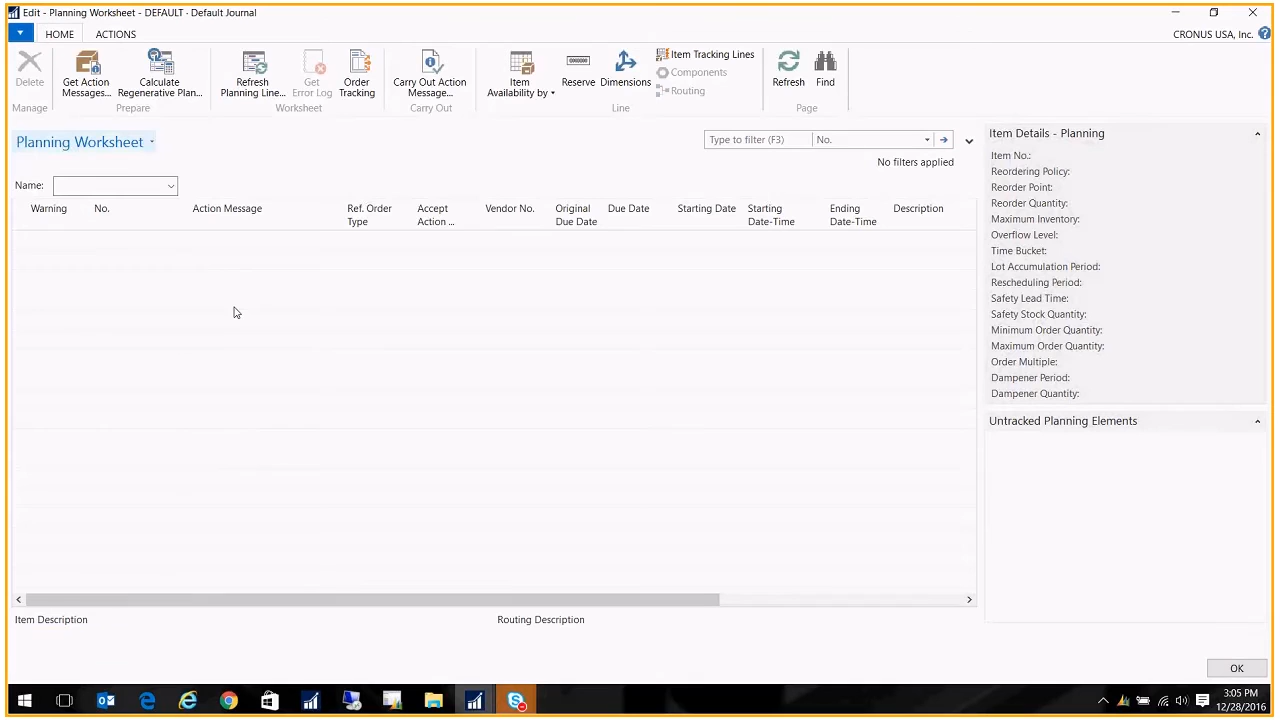 Edit - Planning Worksheet - DEFAULT · Default Journal
HOME
ACTIONS
CRONUS USA, Inc.
Delete
Get Action Messages...
Calculate Regenerative Plan...
Refresh Planning Line...
Get Error Log
Order Tracking
Carry Out Action Message...
Item Availability by
Reserve
Dimensions
Item Tracking Lines
Components
Routing
Refresh
Find
Manage
Prepare
Worksheet
Carry Out
Line
Page
Planning Worksheet
Type to filter (F3)
No.
No filters applied
Name:
Warning
No.
Action Message
Ref. Order Type
Accept Action ...
Vendor No.
Original Due Date
Due Date
Starting Date
Starting Date-Time
Ending Date-Time
Description
Item Details - Planning
Item No.:
Reordering Policy:
Reorder Point:
Reorder Quantity:
Maximum Inventory:
Overflow Level:
Time Bucket:
Lot Accumulation Period:
Rescheduling Period:
Safety Lead Time:
Safety Stock Quantity:
Minimum Order Quantity:
Maximum Order Quantity:
Order Multiple:
Dampener Period:
Dampener Quantity:
Untracked Planning Elements
Item Description
Routing Description
OK
3:05 PM
12/28/2016